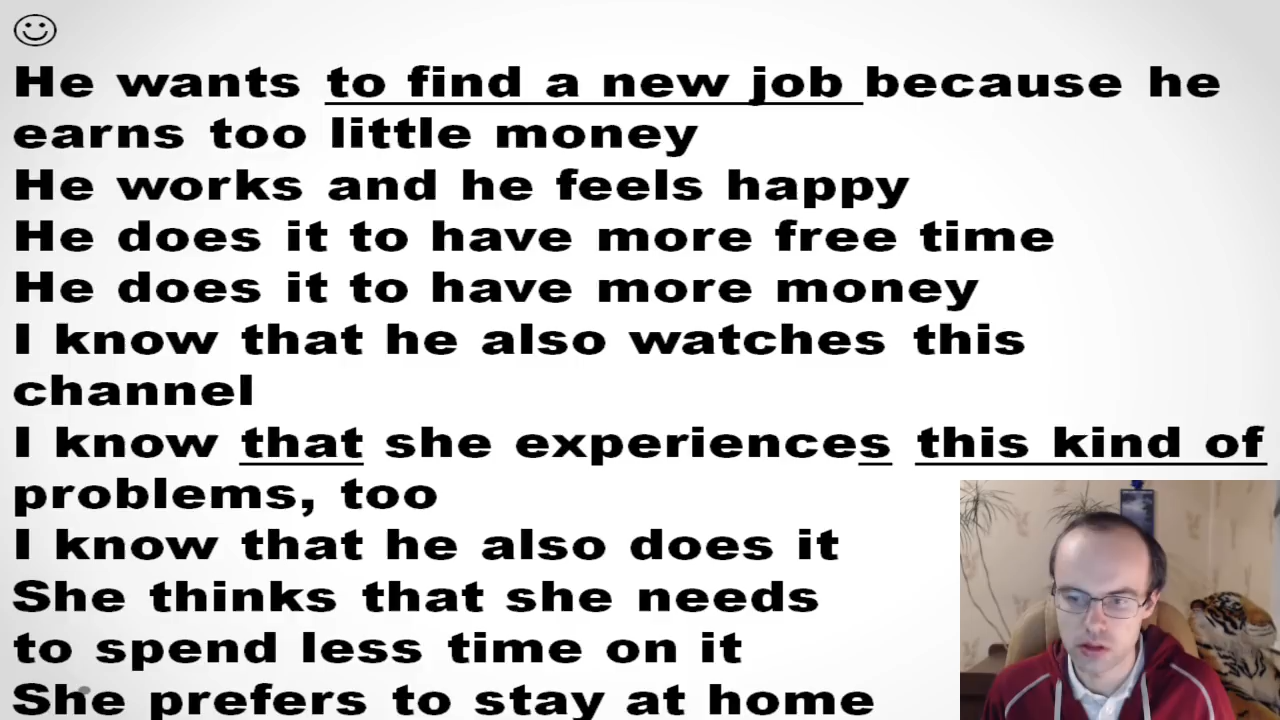 He wants to find a new job because he
earns too little money
He works and he feels happy
He does it to have more free time
He does it to have more money
I know that he also watches this
channel
I know that she experiences this kind of
problems, too
I know that he also does it
She thinks that she needs
to spend less time on it
She prefers to stay at home